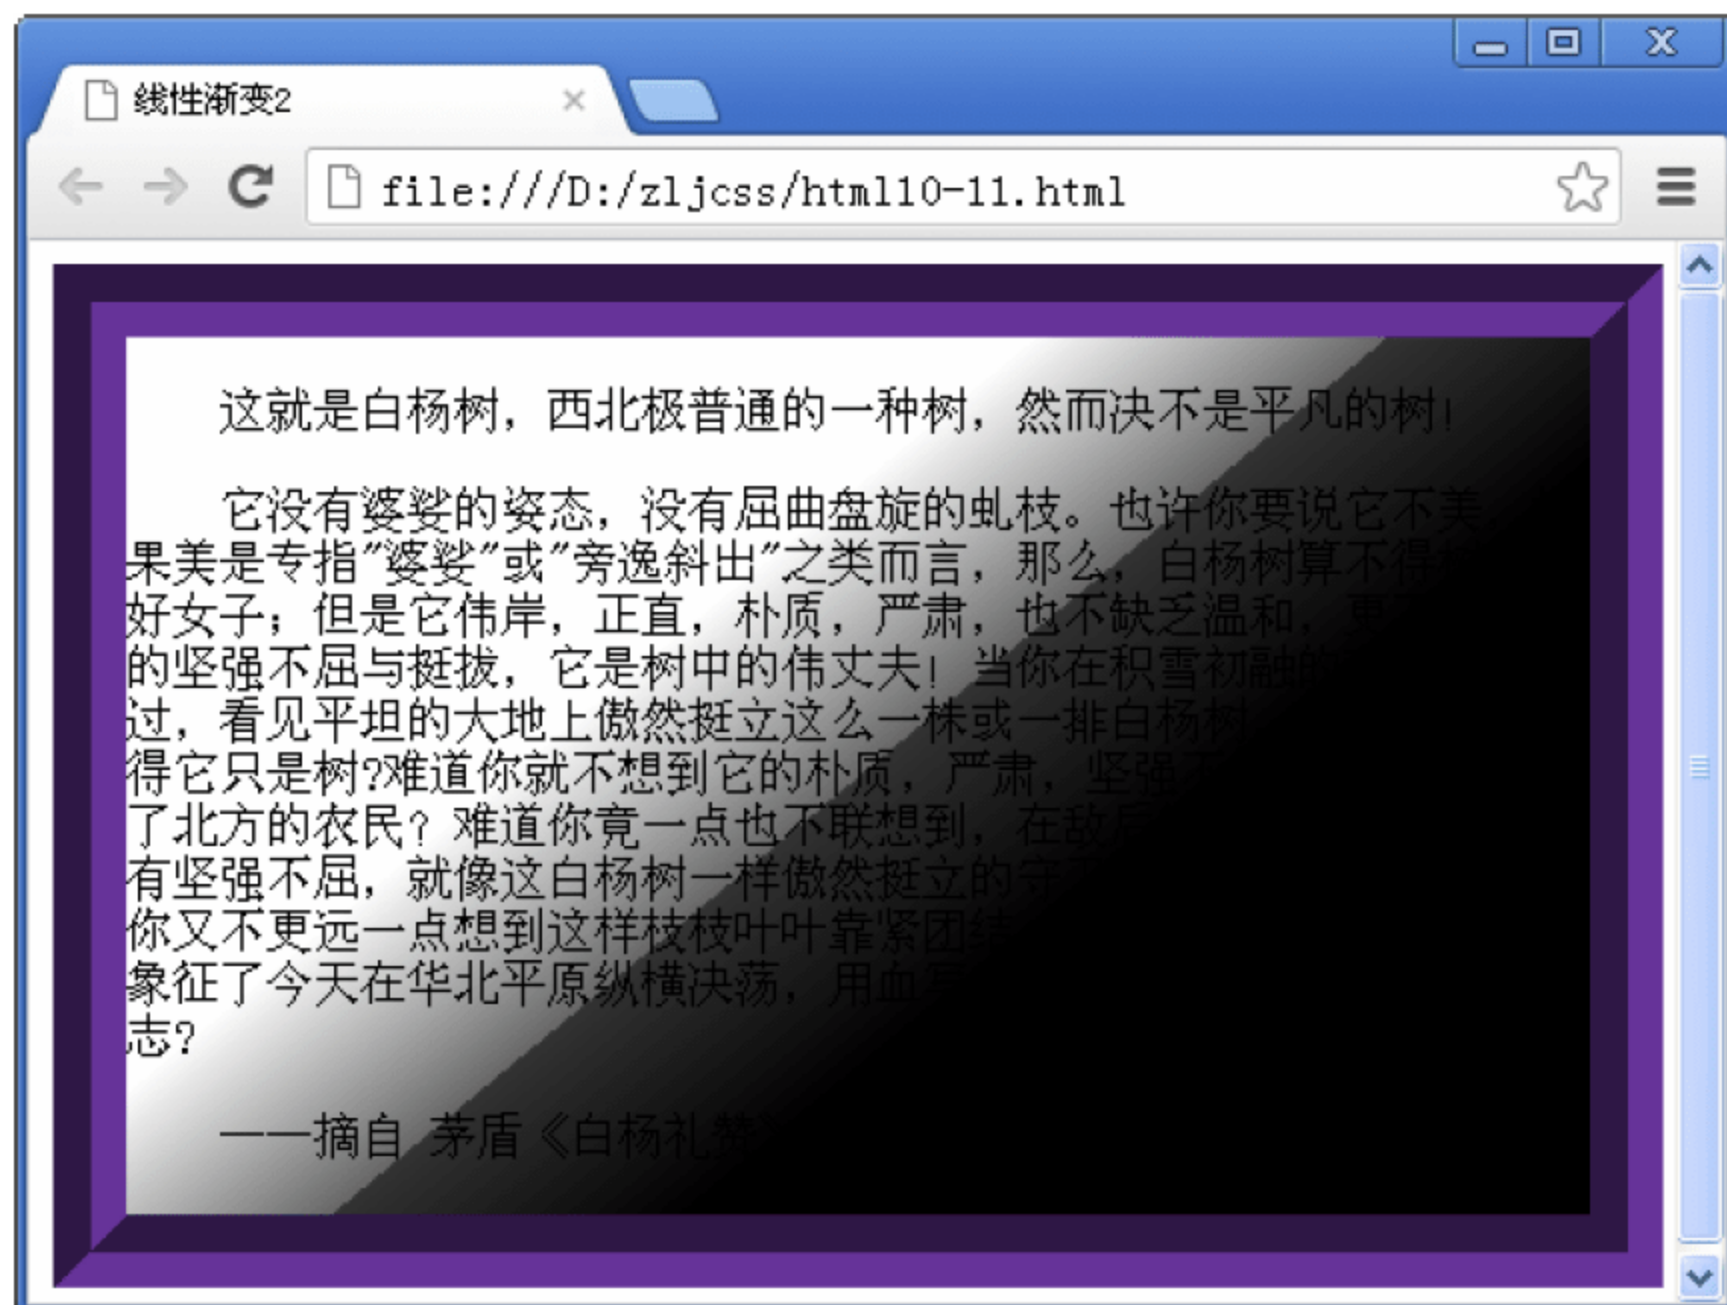 线性渐变2
file:///D:/zljcss/html10-11.html
这就是白杨树，西北极普通的一种树，然而决不是平凡的树！
它没有婆娑的姿态，没有屈曲盘旋的虬枝。也许你要说它不美
果美是专指"婆娑"或"旁逸斜出"之类而言，那么，白杨树算不得
好女子；但是它伟岸，正直，朴质，严肃，也不缺乏温和，更
的坚强不屈与挺拔，它是树中的伟丈夫！当你在积雪初融的
过，看见平坦的大地上傲然挺立这么一株或一排白杨树
得它只是树?难道你就不想到它的朴质，严肃，坚强不
了北方的农民？难道你竟一点也不联想到，在敌后
有坚强不屈，就像这白杨树一样傲然挺立的守
你又不更远一点想到这样枝枝叶叶靠紧团结
象征了今天在华北平原纵横决荡，用血写
志？
——摘自 茅盾《白杨礼赞》